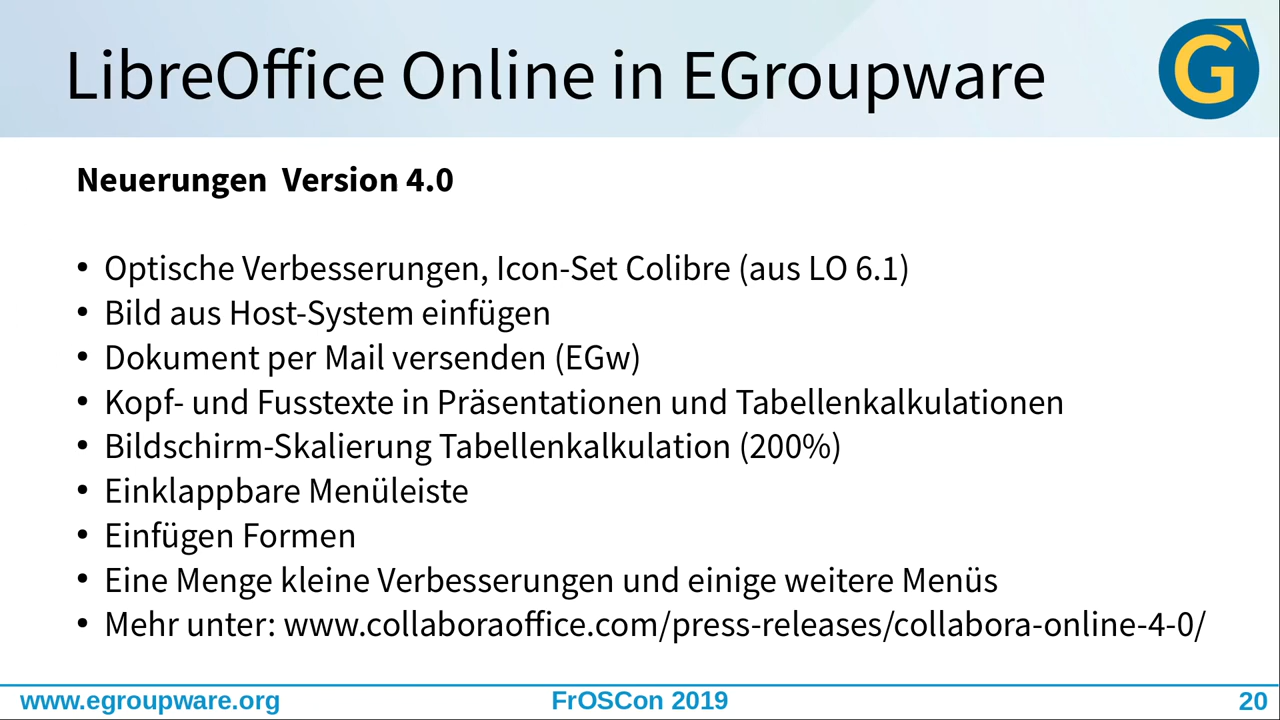 LibreOffice Online in EGroupware
G
Neuerungen  Version 4.0
• Optische Verbesserungen, Icon-Set Colibre (aus LO 6.1)
• Bild aus Host-System einfügen
• Dokument per Mail versenden (EGw)
• Kopf- und Fusstexte in Präsentationen und Tabellenkalkulationen
• Bildschirm-Skalierung Tabellenkalkulation (200%)
• Einklappbare Menüleiste
• Einfügen Formen
• Eine Menge kleine Verbesserungen und einige weitere Menüs
• Mehr unter: www.collaboraoffice.com/press-releases/collabora-online-4-0/
www.egroupware.org FrOSCon 2019 20